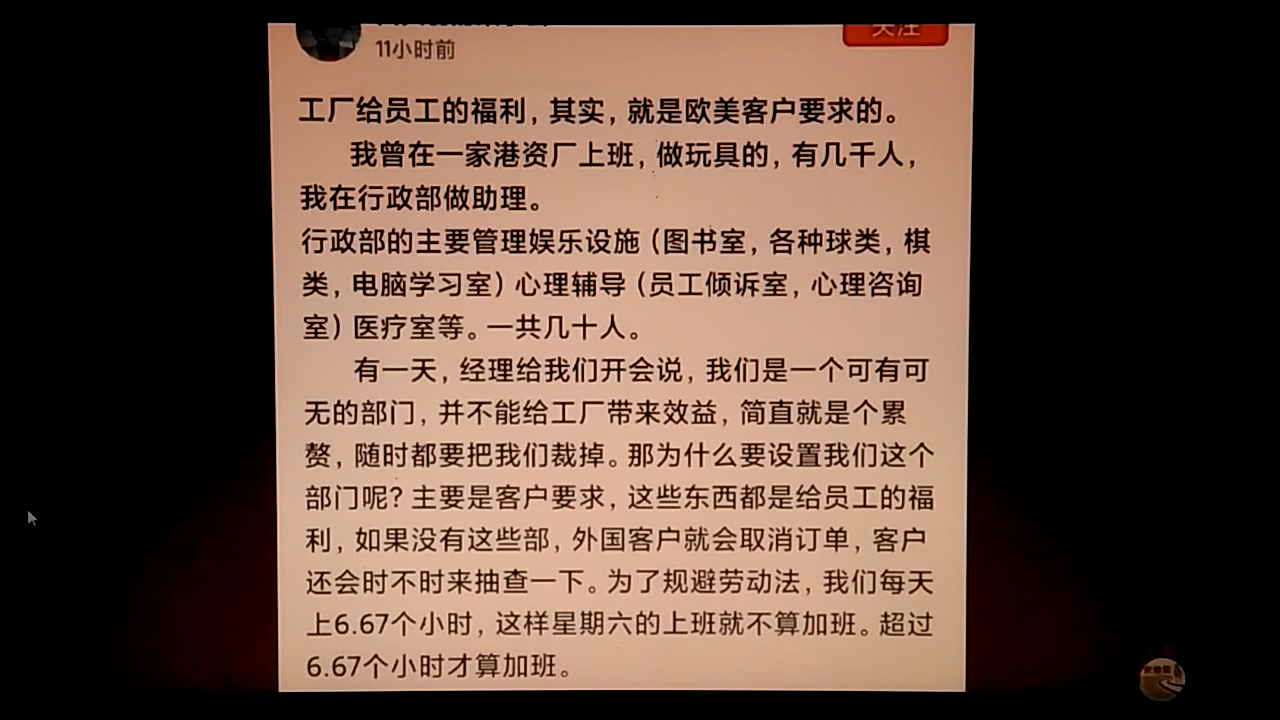 11小时前
关注
工厂给员工的福利，其实，就是欧美客户要求的。
我曾在一家港资厂上班，做玩具的，有几千人，
我在行政部做助理。
行政部的主要管理娱乐设施（图书室，各种球类，棋
类，电脑学习室）心理辅导（员工倾诉室，心理咨询
室）医疗室等。一共几十人。
有一天，经理给我们开会说，我们是一个可有可
无的部门，并不能给工厂带来效益，简直就是个累
赘，随时都要把我们裁掉。那为什么要设置我们这个
部门呢？主要是客户要求，这些东西都是给员工的福
利，如果没有这些部，外国客户就会取消订单，客户
还会时不时来抽查一下。为了规避劳动法，我们每天
上6.67个小时，这样星期六的上班就不算加班。超过
6.67个小时才算加班。